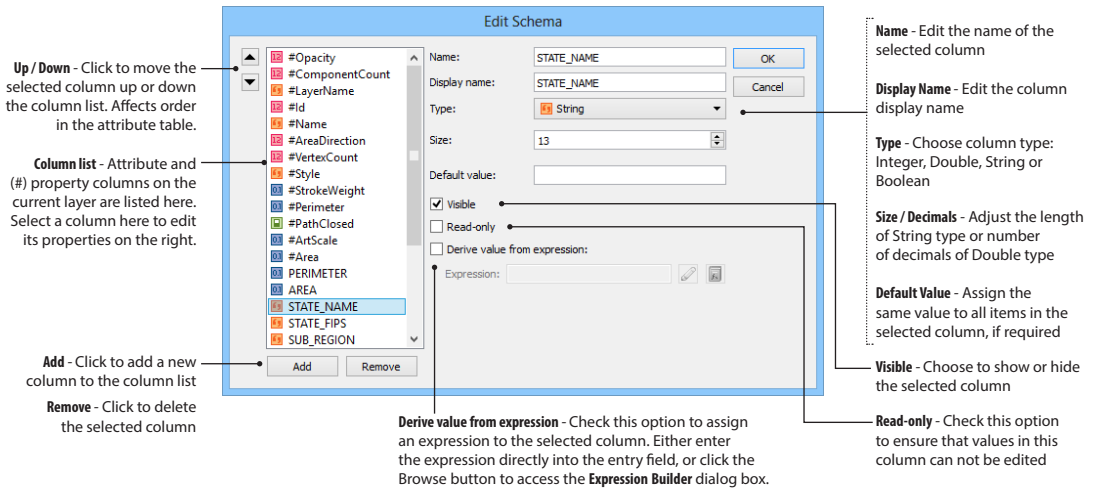 Edit Schema
Up / Down - Click to move the
selected column up or down
the column list. Affects order
in the attribute table.
Column list - Attribute and
(#) property columns on the
current layer are listed here.
Select a column here to edit
its properties on the right.
Add - Click to add a new
column to the column list
Remove - Click to delete
the selected column
#Opacity
#ComponentCount
#LayerName
#Id
#Name
#AreaDirection
#VertexCount
#Style
#StrokeWeight
#Perimeter
#PathClosed
#ArtScale
#Area
PERIMETER
AREA
STATE_NAME
STATE_FIPS
SUB_REGION
Add Remove
Name: STATE_NAME
Display name: STATE_NAME
Type: String
Size: 13
Default value:
Visible
Read-only
Derive value from expression:
Expression:
OK
Cancel
Name - Edit the name of the
selected column
Display Name - Edit the column
display name
Type - Choose column type:
Integer, Double, String or
Boolean
Size / Decimals - Adjust the length
of String type or number
of decimals of Double type
Default Value - Assign the
same value to all items in the
selected column, if required
Visible - Choose to show or hide
the selected column
Read-only - Check this option
to ensure that values in this
column can not be edited
Derive value from expression - Check this option to assign
an expression to the selected column. Either enter
the expression directly into the entry field, or click the
Browse button to access the Expression Builder dialog box.